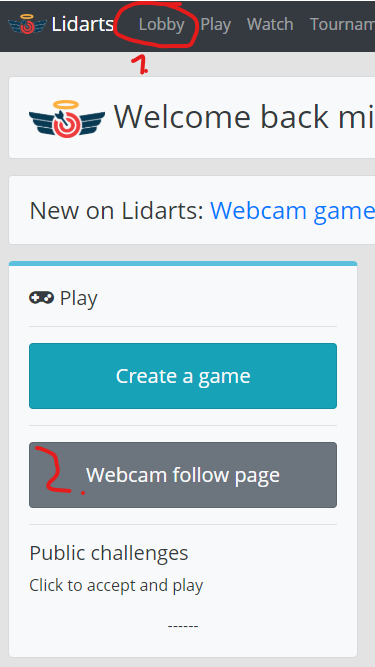 Lidarts Lobby Play Watch Tournam
1.
Welcome back mi
New on Lidarts: Webcam game
Play
Create a game
2. Webcam follow page
Public challenges
Click to accept and play
------